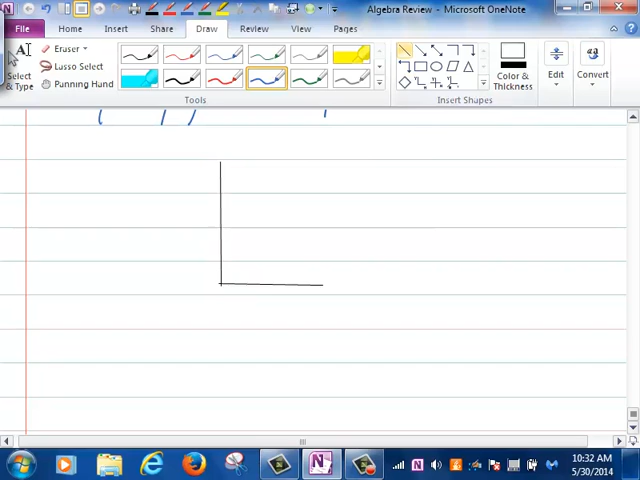 Algebra Review - Microsoft OneNote
File Home Insert Share Draw Review View Pages
Eraser
Lasso Select
Panning Hand
Select & Type
Color & Thickness
Edit
Convert
Tools
Insert Shapes
10:32 AM
5/30/2014